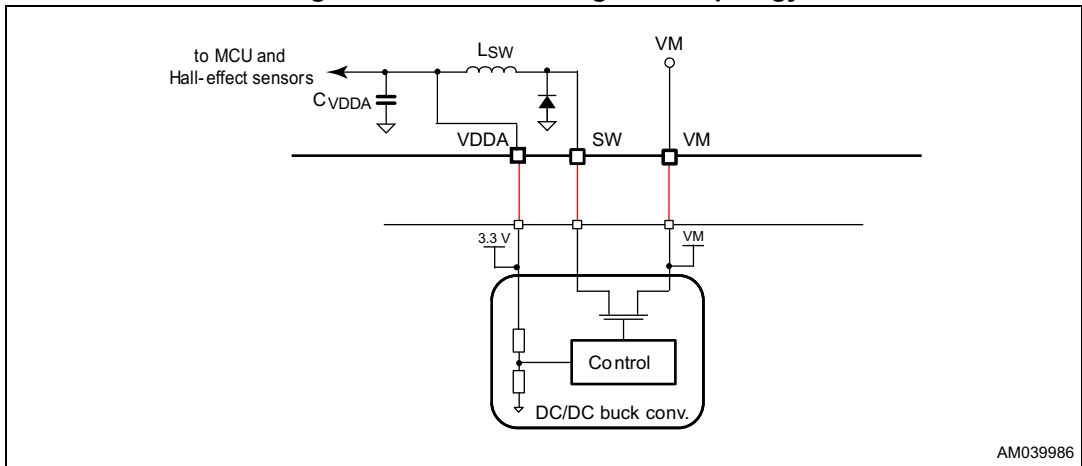 to MCU and
Hall-effect sensors
LSW
VM
CVDDA
VDDA
SW
VM
3.3 V
VM
Control
DC/DC buck conv.
AM039986